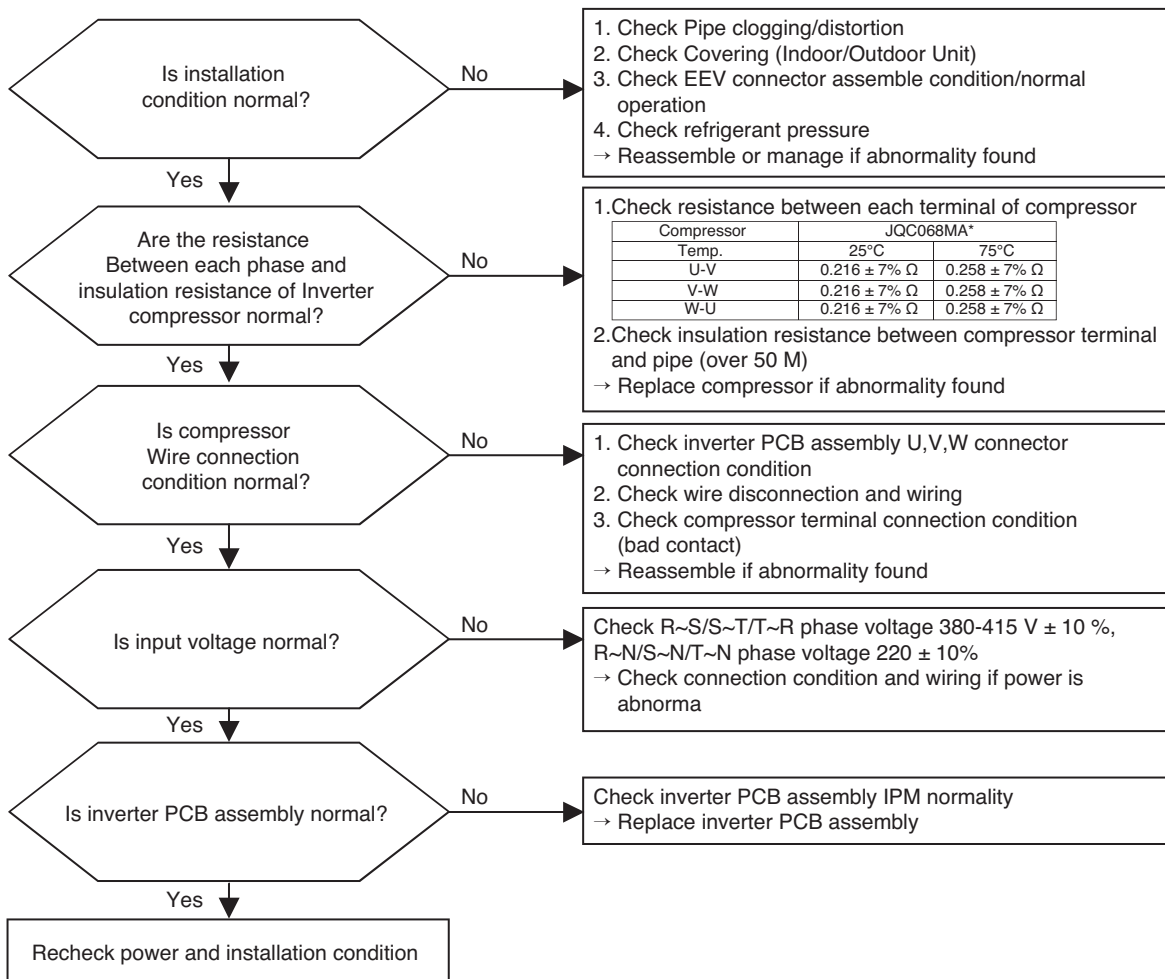 Is installation
condition normal?
No
1. Check Pipe clogging/distortion
2. Check Covering (Indoor/Outdoor Unit)
3. Check EEV connector assemble condition/normal
operation
4. Check refrigerant pressure
→ Reassemble or manage if abnormality found
Yes
Are the resistance
Between each phase and
insulation resistance of Inverter
compressor normal?
No
1.Check resistance between each terminal of compressor
Compressor JQC068MA*
Temp. 25°C 75°C
U-V 0.216 ± 7% Ω 0.258 ± 7% Ω
V-W 0.216 ± 7% Ω 0.258 ± 7% Ω
W-U 0.216 ± 7% Ω 0.258 ± 7% Ω
2.Check insulation resistance between compressor terminal
and pipe (over 50 M)
→ Replace compressor if abnormality found
Yes
Is compressor
Wire connection
condition normal?
No
1. Check inverter PCB assembly U,V,W connector
connection condition
2. Check wire disconnection and wiring
3. Check compressor terminal connection condition
(bad contact)
→ Reassemble if abnormality found
Yes
Is input voltage normal?
No
Check R~S/S~T/T~R phase voltage 380-415 V ± 10 %,
R~N/S~N/T~N phase voltage 220 ± 10%
→ Check connection condition and wiring if power is
abnorma
Yes
Is inverter PCB assembly normal?
No
Check inverter PCB assembly IPM normality
→ Replace inverter PCB assembly
Yes
Recheck power and installation condition